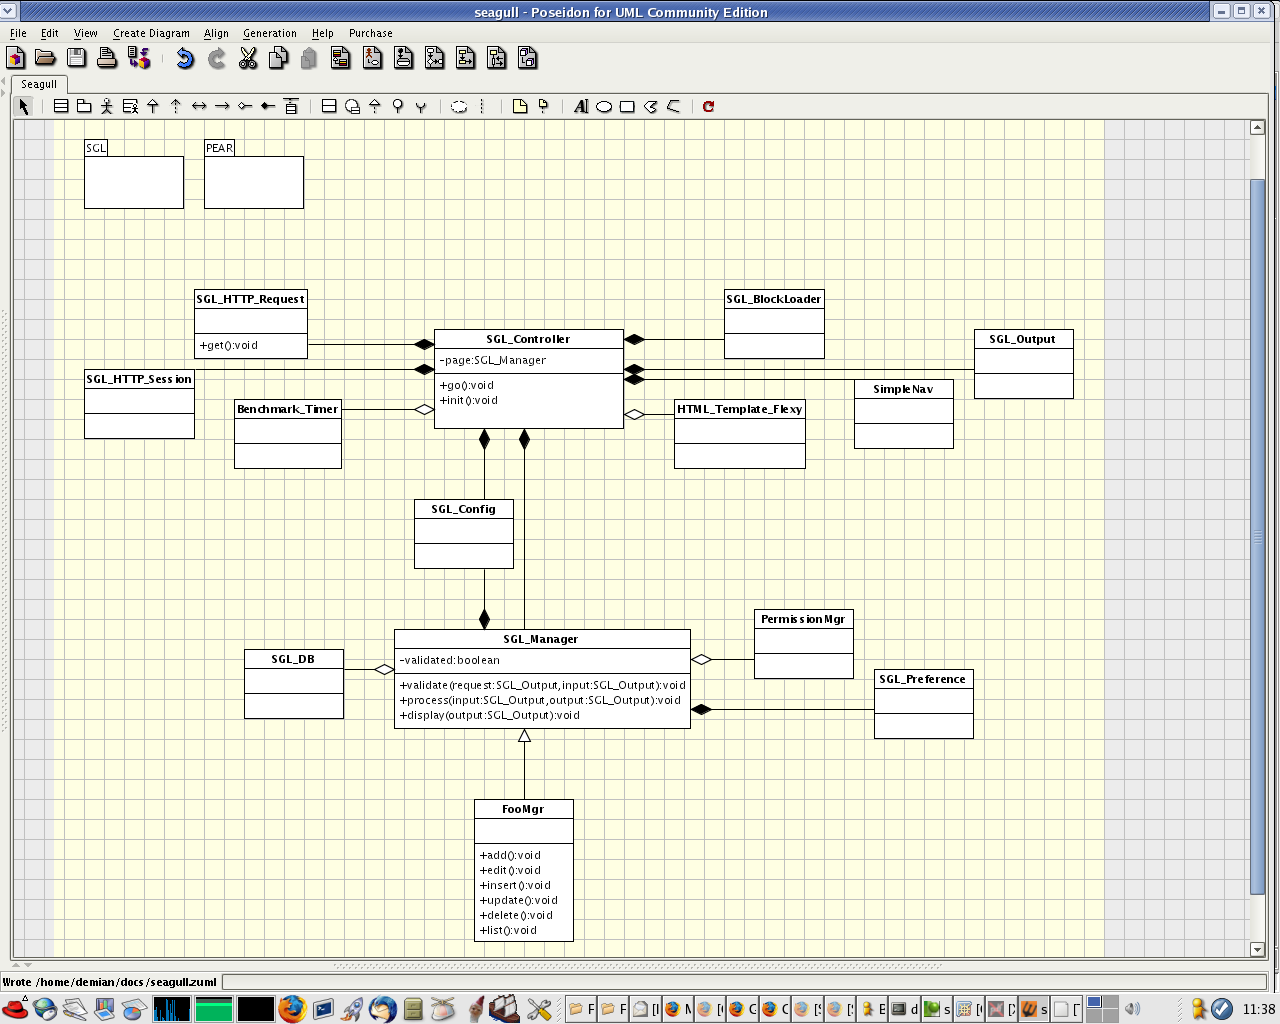 seagull - Poseidon for UML Community Edition
File Edit View Create Diagram Align Generation Help Purchase
Seagull
SGL PEAR
SGL_HTTP_Request
+get():void
SGL_BlockLoader
SGL_Controller
-page:SGL_Manager
+go():void
+init():void
SGL_Output
SGL_HTTP_Session
SimpleNav
Benchmark_Timer
HTML_Template_Flexy
SGL_Config
PermissionMgr
SGL_Manager
-validated:boolean
+validate(request:SGL_Output,input:SGL_Output):void
+process(input:SGL_Output,output:SGL_Output):void
+display(output:SGL_Output):void
SGL_DB
SGL_Preference
FooMgr
+add():void
+edit():void
+insert():void
+update():void
+delete():void
+list():void
Wrote /home/demian/docs/seagull.zuml
11:38